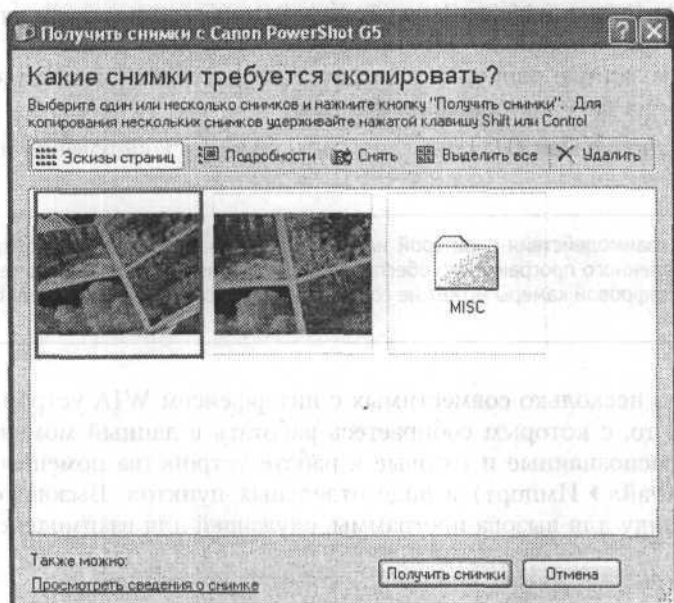 Получить снимки с Canon PowerShot G5
Какие снимки требуется скопировать?
Выберите один или несколько снимков и нажмите кнопку "Получить снимки". Для
копирования нескольких снимков удерживайте нажатой клавишу Shift или Control
Эскизы страниц Подробности Снять Выделить все Удалить
MISC
Также можно:
Просмотреть сведения о снимке
Получить снимки Отмена